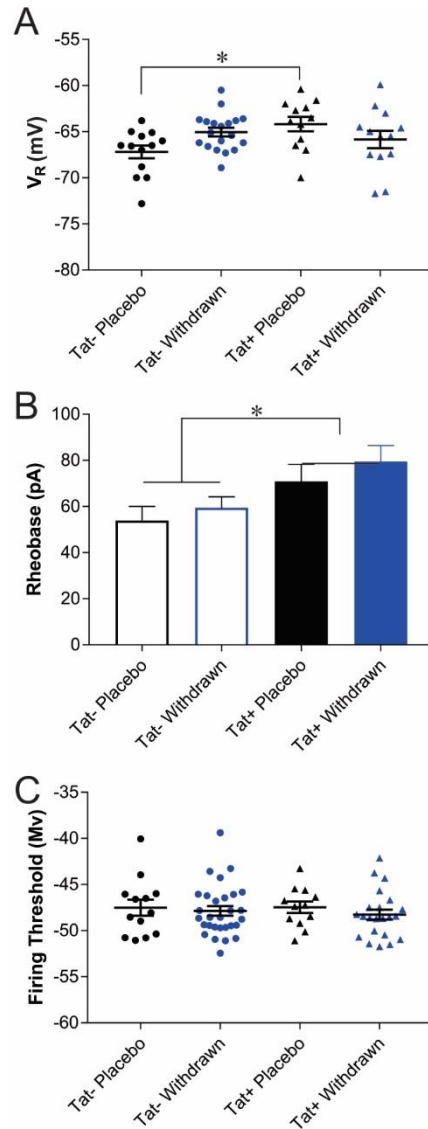 A
-55
*
-60
-65
-70
-75
-80
VR (mV)
Tat- Placebo
Tat- Withdrawn
Tat+ Placebo
Tat+ Withdrawn
B
100
*
80
60
40
20
0
Rheobase (pA)
Tat- Placebo
Tat- Withdrawn
Tat+ Placebo
Tat+ Withdrawn
C
-35
-40
-45
-50
-55
-60
Firing Threshold (Mv)
Tat- Placebo
Tat- Withdrawn
Tat+ Placebo
Tat+ Withdrawn